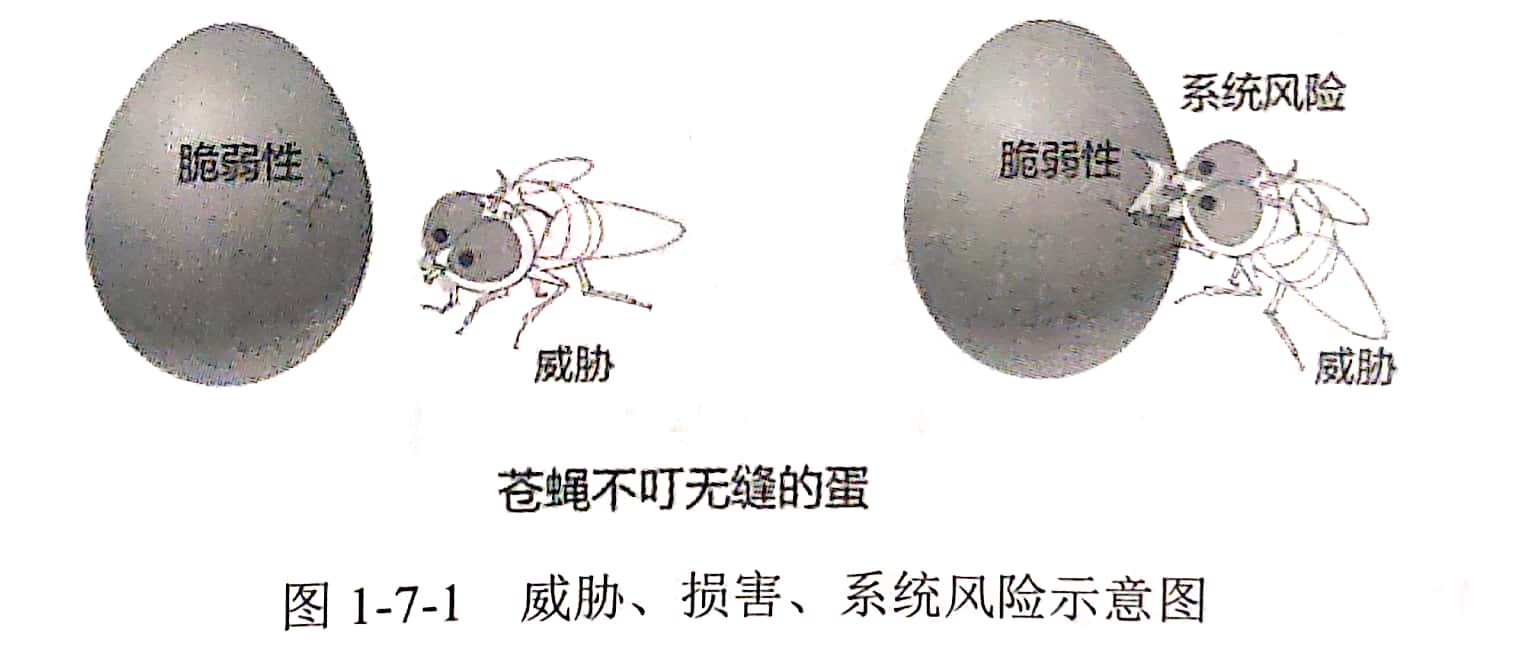 系统风险
脆弱性
脆弱性
威胁
威胁
苍蝇不叮无缝的蛋
图 1-7-1 威胁、损害、系统风险示意图